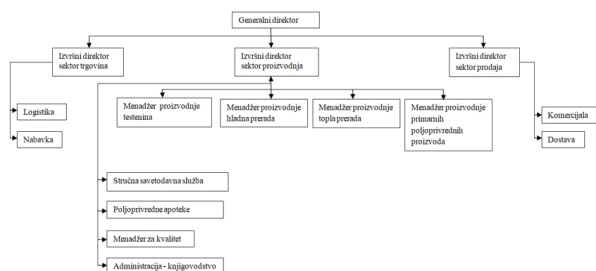 Generalni direktor
Izvršni direktor
sektor trgovina
Izvršni direktor
sektor proizvodnja
Izvršni direktor
sektor prodaja
Logistika
Nabavka
Menadžer proizvodnje
testenina
Menadžer proizvodnje
hladna prerada
Menadžer proizvodnje
topla prerada
Menadžer proizvodnje
primarnih
poljoprivrednih
proizvoda
Komercijala
Dostava
Stručna savetodavna služba
Poljoprivredne apoteke
Menadžer za kvalitet
Administracija - knjigovodstvo